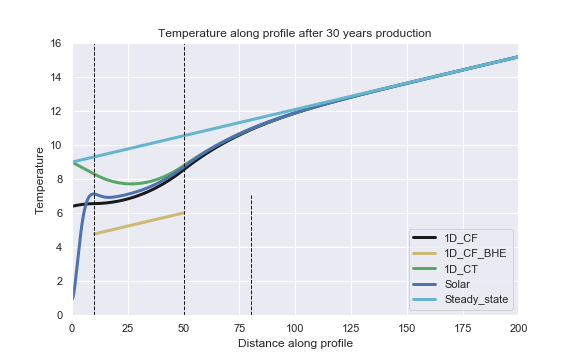 Temperature along profile after 30 years production
16
14
12
10
8
6
4
2
0
Temperature
0 25 50 75 100 125 150 175 200
Distance along profile
1D_CF
1D_CF_BHE
1D_CT
Solar
Steady_state